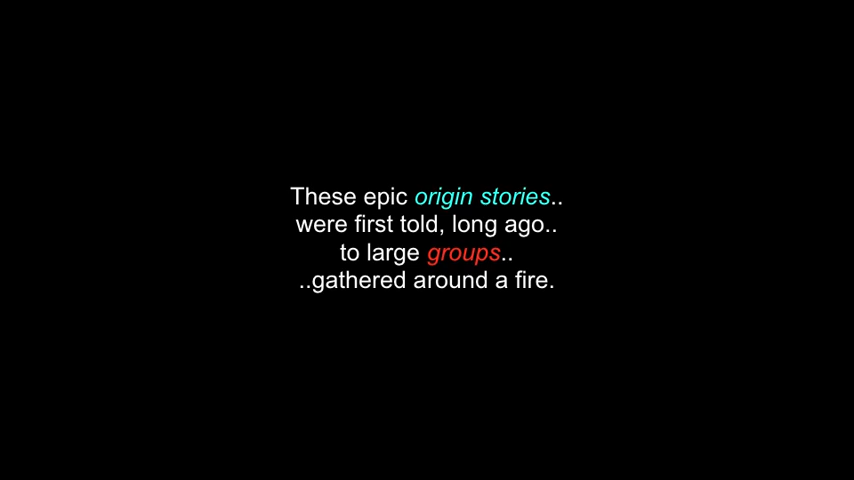 These epic origin stories..
were first told, long ago..
to large groups..
..gathered around a fire.